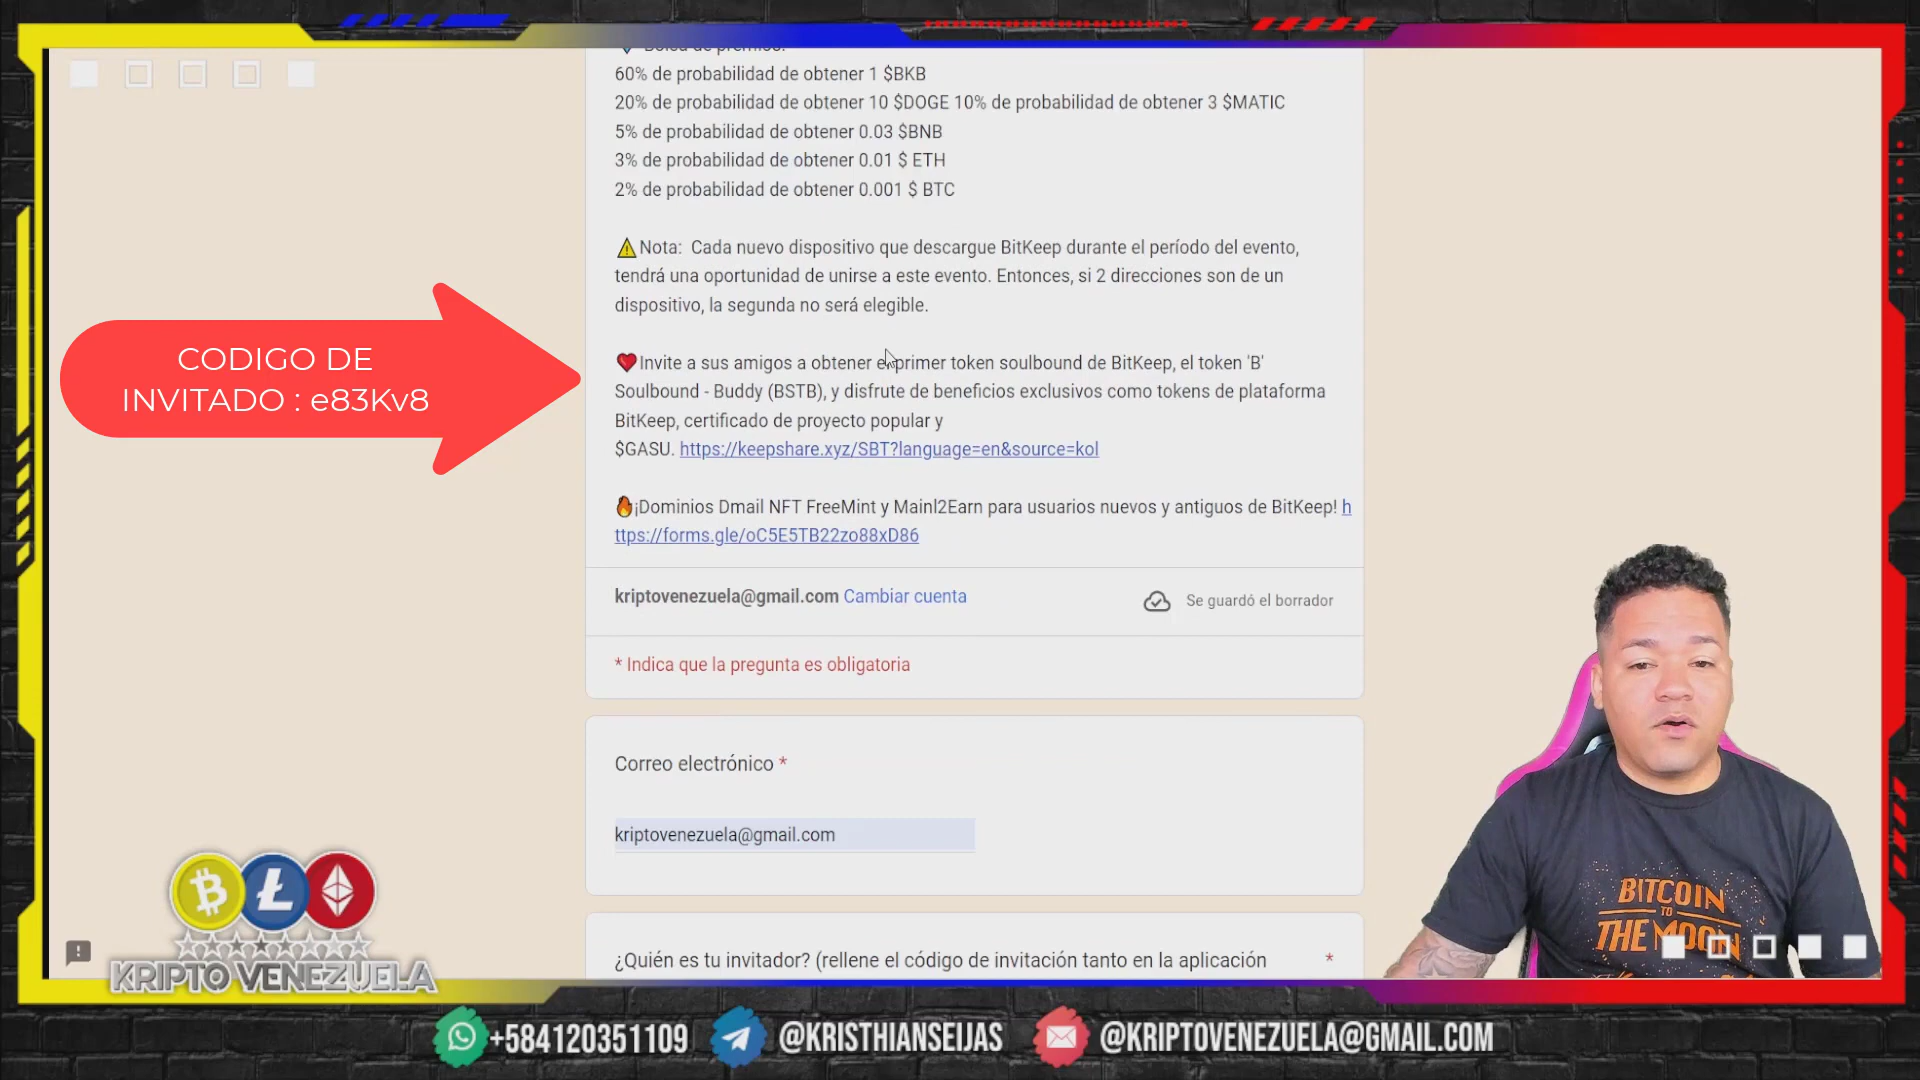 60% de probabilidad de obtener 1 $BKB
20% de probabilidad de obtener 10 $DOGE 10% de probabilidad de obtener 3 $MATIC
5% de probabilidad de obtener 0.03 $BNB
3% de probabilidad de obtener 0.01 $ ETH
2% de probabilidad de obtener 0.001 $ BTC
Nota: Cada nuevo dispositivo que descargue BitKeep durante el período del evento,
tendrá una oportunidad de unirse a este evento. Entonces, si 2 direcciones son de un
dispositivo, la segunda no será elegible.
Invite a sus amigos a obtener el primer token soulbound de BitKeep, el token 'B'
Soulbound - Buddy (BSTB), y disfrute de beneficios exclusivos como tokens de plataforma
BitKeep, certificado de proyecto popular y
$GASU. https://keepshare.xyz/SBT?language=en&source=kol
¡Dominios Dmail NFT FreeMint y Mainl2Earn para usuarios nuevos y antiguos de BitKeep! h
ttps://forms.gle/oC5E5TB22zo88xD86
kriptovenezuela@gmail.com Cambiar cuenta
Se guardó el borrador
* Indica que la pregunta es obligatoria
Correo electrónico *
kriptovenezuela@gmail.com
¿Quién es tu invitador? (rellene el código de invitación tanto en la aplicación *
CODIGO DE
INVITADO : e83Kv8
KRIPTO VENEZUELA
BITCOIN
TO
THE MOON
+584120351109
@KRISTHIANSEIJAS
@KRIPTOVENEZUELA@GMAIL.COM